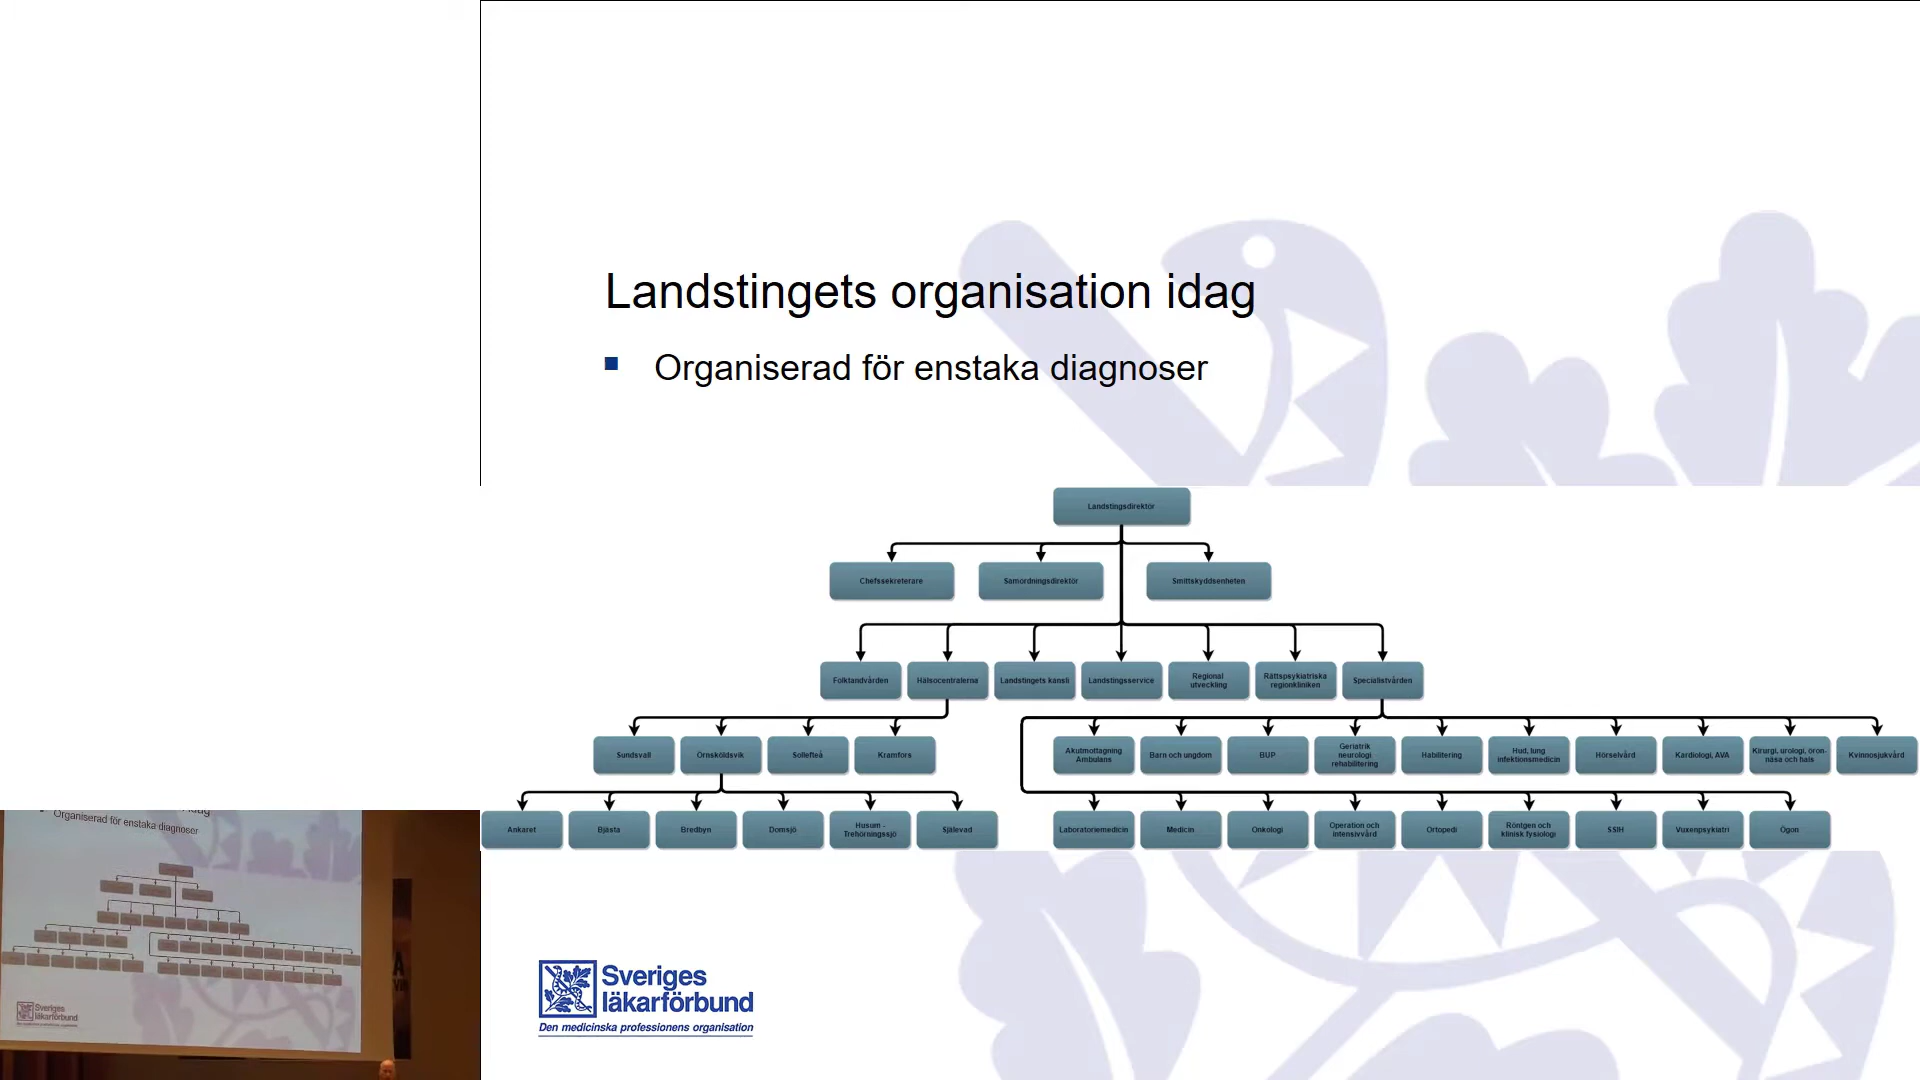 Landstingets organisation idag
Organiserad för enstaka diagnoser
Landstingsdirektör
Chefssekreterare
Samordningsdirektör
Smittskyddsenheten
Folktandvården
Hälsocentralerna
Landstingets kansli
Landstingsservice
Regional
utveckling
Rättspsykiatriska
regionkliniken
Specialistvården
Sundsvall
Örnsköldsvik
Sollefteå
Kramfors
Akutmottagning
Ambulans
Barn och ungdom
BUP
Geriatrik
neurologi
rehabilitering
Habilitering
Hud, lung
infektionsmedicin
Hörselvård
Kardiologi, AVA
Kirurgi, urologi, öron-
näsa och hals
Kvinnosjukvård
Ankaret
Bjästa
Bredbyn
Domsjö
Husum -
Trehörningssjö
Själevad
Laboratoriemedicin
Medicin
Onkologi
Operation och
intensivvård
Ortopedi
Röntgen och
klinisk fysiologi
SSIH
Vuxenpsykiatri
Ögon
Sveriges
läkarförbund
Den medicinska professionens organisation
Organiserad för enstaka diagnoser
Sveriges
läkarförbund